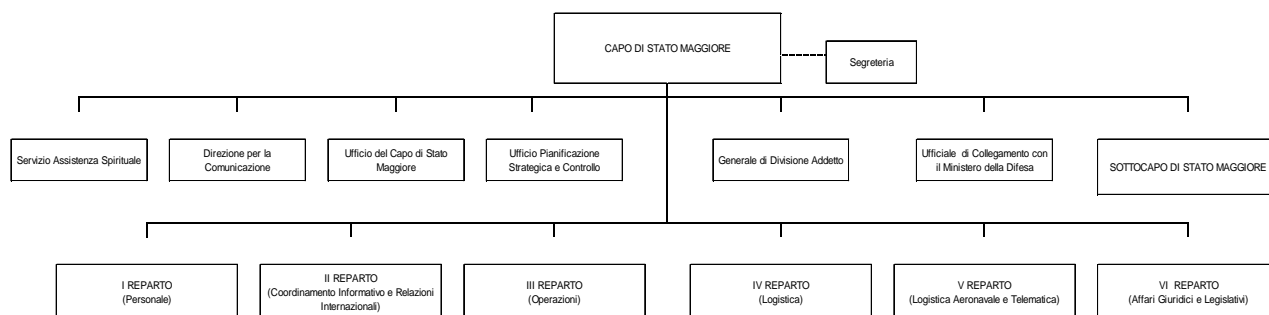 CAPO DI STATO MAGGIORE
Segreteria
Servizio Assistenza Spirituale
Direzione per la
Comunicazione
Ufficio del Capo di Stato
Maggiore
Ufficio Pianificazione
Strategica e Controllo
Generale di Divisione Addetto
Ufficiale di Collegamento con
il Ministero della Difesa
SOTTOCAPO DI STATO MAGGIORE
I REPARTO
(Personale)
II REPARTO
(Coordinamento Informativo e Relazioni
Internazionali)
III REPARTO
(Operazioni)
IV REPARTO
(Logistica)
V REPARTO
(Logistica Aeronavale e Telematica)
VI REPARTO
(Affari Giuridici e Legislativi)